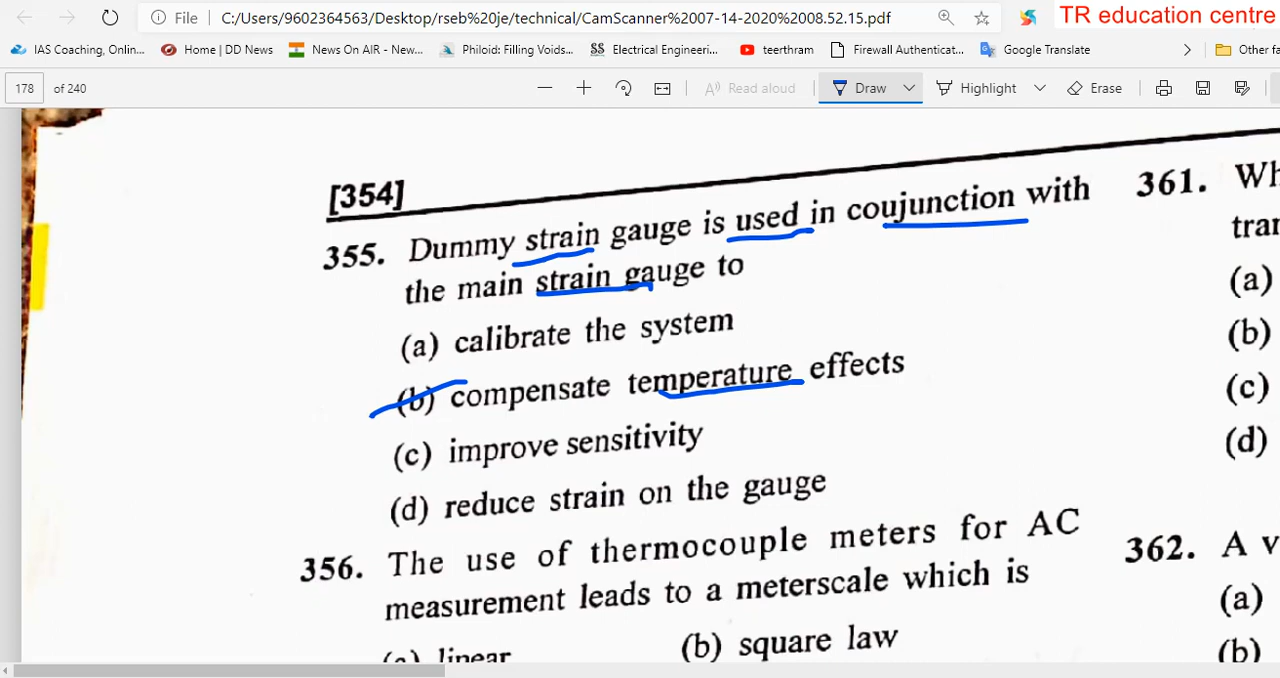 File C:/Users/9602394563/Desktop/rseb%20je/technical/CamScanner%2007-14-2020%2008.52.15.pdf
TR education centre
IAS Coaching, Onlin... Home | DD News News On AIR - New... Philoid: Filling Voids... Electrical Engineeri... teerthram Firewall Authenticat... Google Translate Other fa
178 of 240 Read aloud Draw Highlight Erase
[354]
355. Dummy strain gauge is used in coujunction with
the main strain gauge to
(a) calibrate the system
(b) compensate temperature effects
(c) improve sensitivity
(d) reduce strain on the gauge
356. The use of thermocouple meters for AC
measurement leads to a meterscale which is
(a) linear (b) square law
361. Wh
tran
(a)
(b)
(c)
(d)
362. A v
(a)
(b)